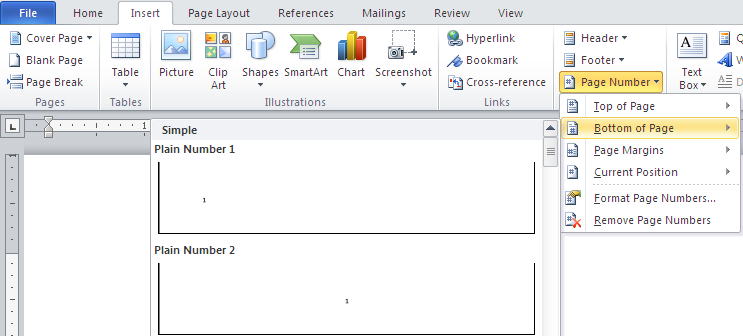 File Home Insert Page Layout References Mailings Review View
Cover Page
Blank Page
Page Break
Pages
Table
Tables
Picture
Clip
Art
Shapes
SmartArt
Chart
Screenshot
Illustrations
Hyperlink
Bookmark
Cross-reference
Links
Header
Footer
Page Number
Text
Box
Top of Page
Bottom of Page
Page Margins
Current Position
Format Page Numbers...
Remove Page Numbers
1
Simple
Plain Number 1
1
Plain Number 2
1